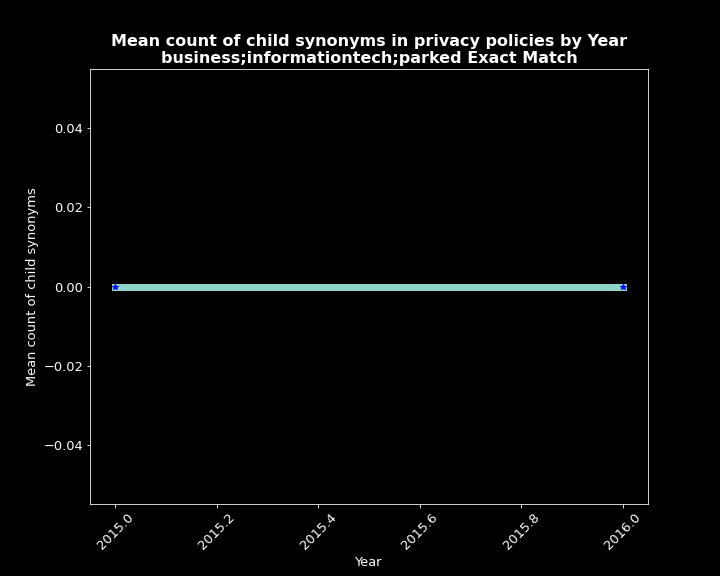 Mean count of child synonyms in privacy policies by Year
business;informationtech;parked Exact Match
Mean count of child synonyms
0.04
0.02
0.00
−0.02
−0.04
2015.0
2015.2
2015.4
2015.6
2015.8
2016.0
Year